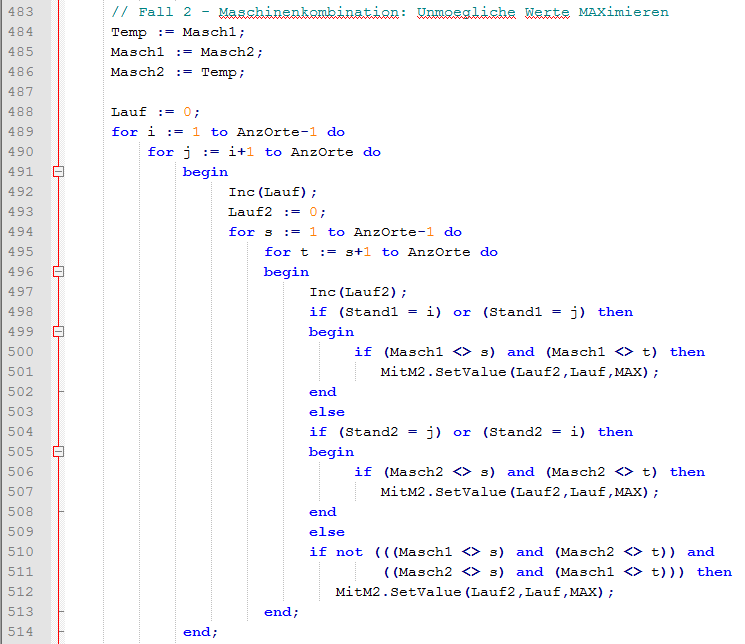 483 // Fall 2 - Maschinenkombination: Unmoegliche Werte MAXimieren
484 Temp := Masch1;
485 Masch1 := Masch2;
486 Masch2 := Temp;
487
488 Lauf := 0;
489 for i := 1 to AnzOrte-1 do
490 for j := i+1 to AnzOrte do
491 begin
492 Inc(Lauf);
493 Lauf2 := 0;
494 for s := 1 to AnzOrte-1 do
495 for t := s+1 to AnzOrte do
496 begin
497 Inc(Lauf2);
498 if (Stand1 = i) or (Stand1 = j) then
499 begin
500 if (Masch1 <> s) and (Masch1 <> t) then
501 MitM2.SetValue(Lauf2,Lauf,MAX);
502 end
503 else
504 if (Stand2 = j) or (Stand2 = i) then
505 begin
506 if (Masch2 <> s) and (Masch2 <> t) then
507 MitM2.SetValue(Lauf2,Lauf,MAX);
508 end
509 else
510 if not (((Masch1 <> s) and (Masch2 <> t)) and
511 ((Masch2 <> s) and (Masch1 <> t))) then
512 MitM2.SetValue(Lauf2,Lauf,MAX);
513 end;
514 end;